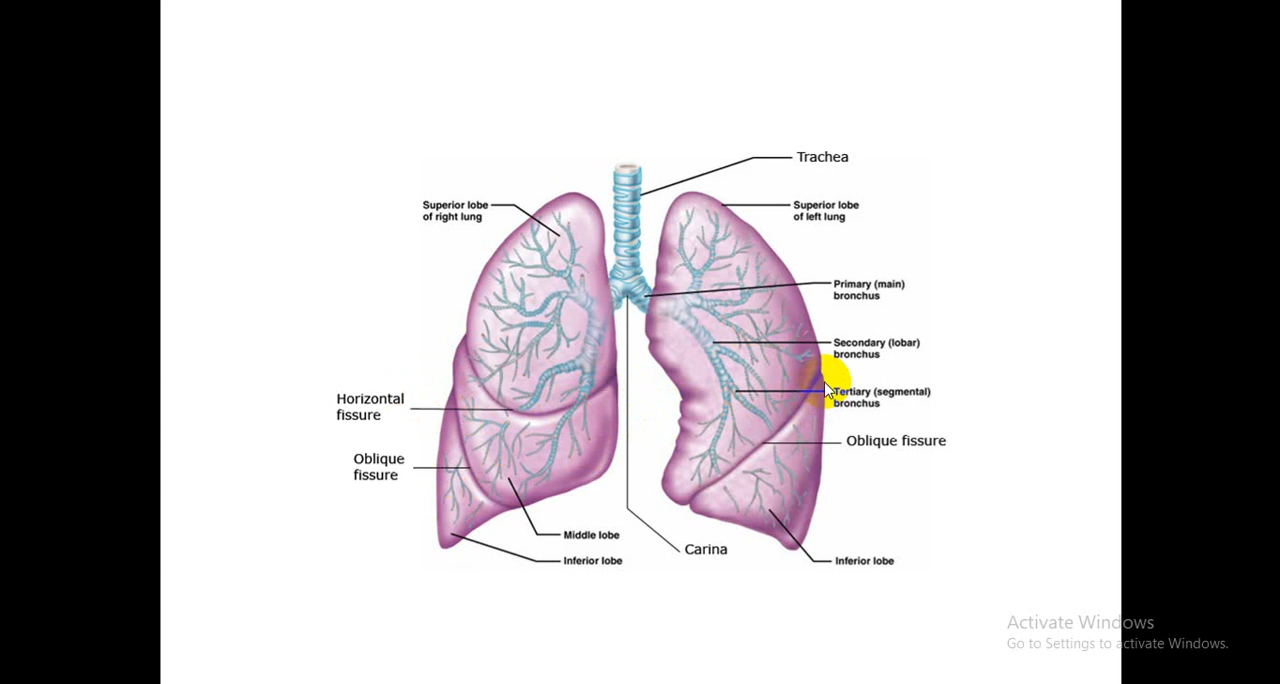 Trachea
Superior lobe
of right lung
Superior lobe
of left lung
Primary (main)
bronchus
Secondary (lobar)
bronchus
Tertiary (segmental)
bronchus
Horizontal
fissure
Oblique fissure
Oblique
fissure
Middle lobe
Carina
Inferior lobe
Inferior lobe
Activate Windows
Go to Settings to activate Windows.